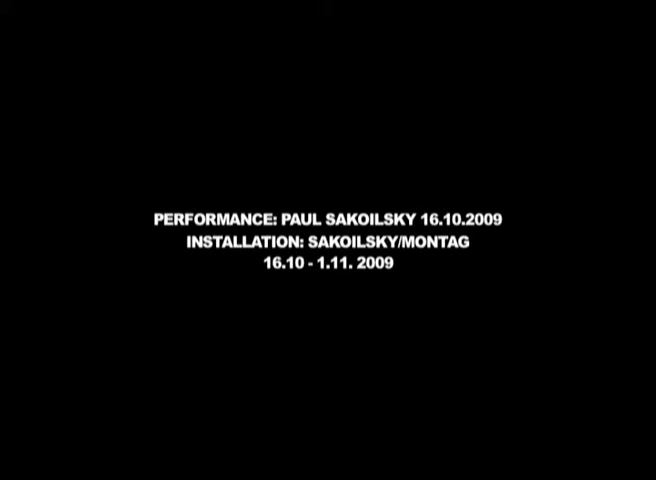 PERFORMANCE: PAUL SAKOILSKY 16.10.2009
INSTALLATION: SAKOILSKY/MONTAG
16.10 - 1.11. 2009